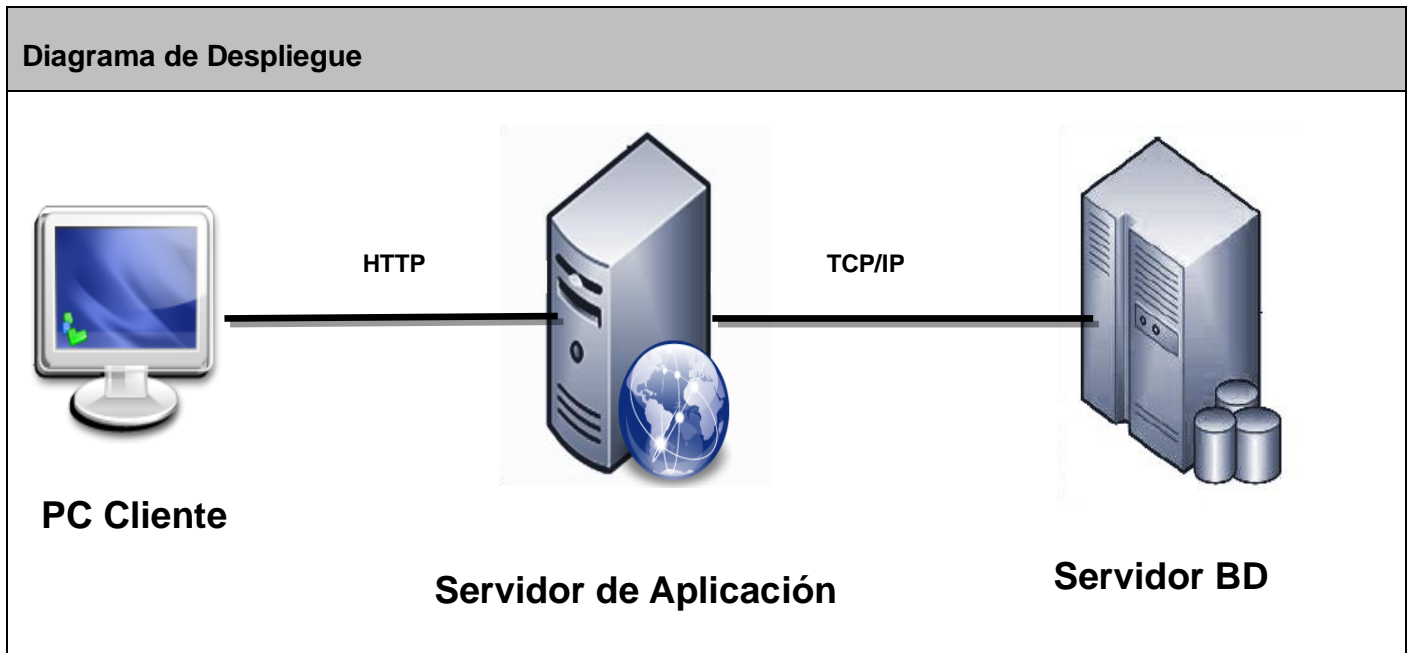 Diagrama de Despliegue
HTTP
TCP/IP
PC Cliente
Servidor de Aplicación
Servidor BD